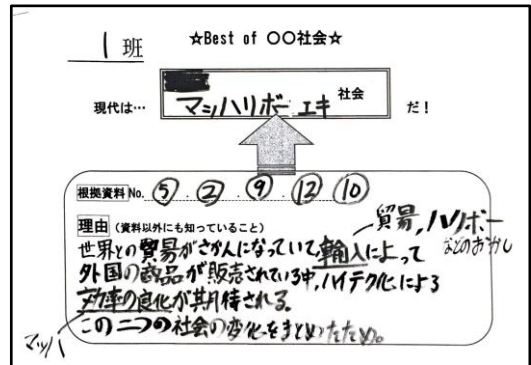 1班
☆Best of 〇〇社会☆
現代は… マッハリボーエキ 社会 だ！
根拠資料No. ⑤.②.⑨.⑫.⑩
理由 (資料以外にも知っていること)
貿易,ハリボー
などのおかし
世界との貿易がさかんになっていて,輸入によって
外国の商品が販売されている中,ハイテク化による
効率の良化が期待される。
この二つの社会の変化をまとめたため。
マッハ